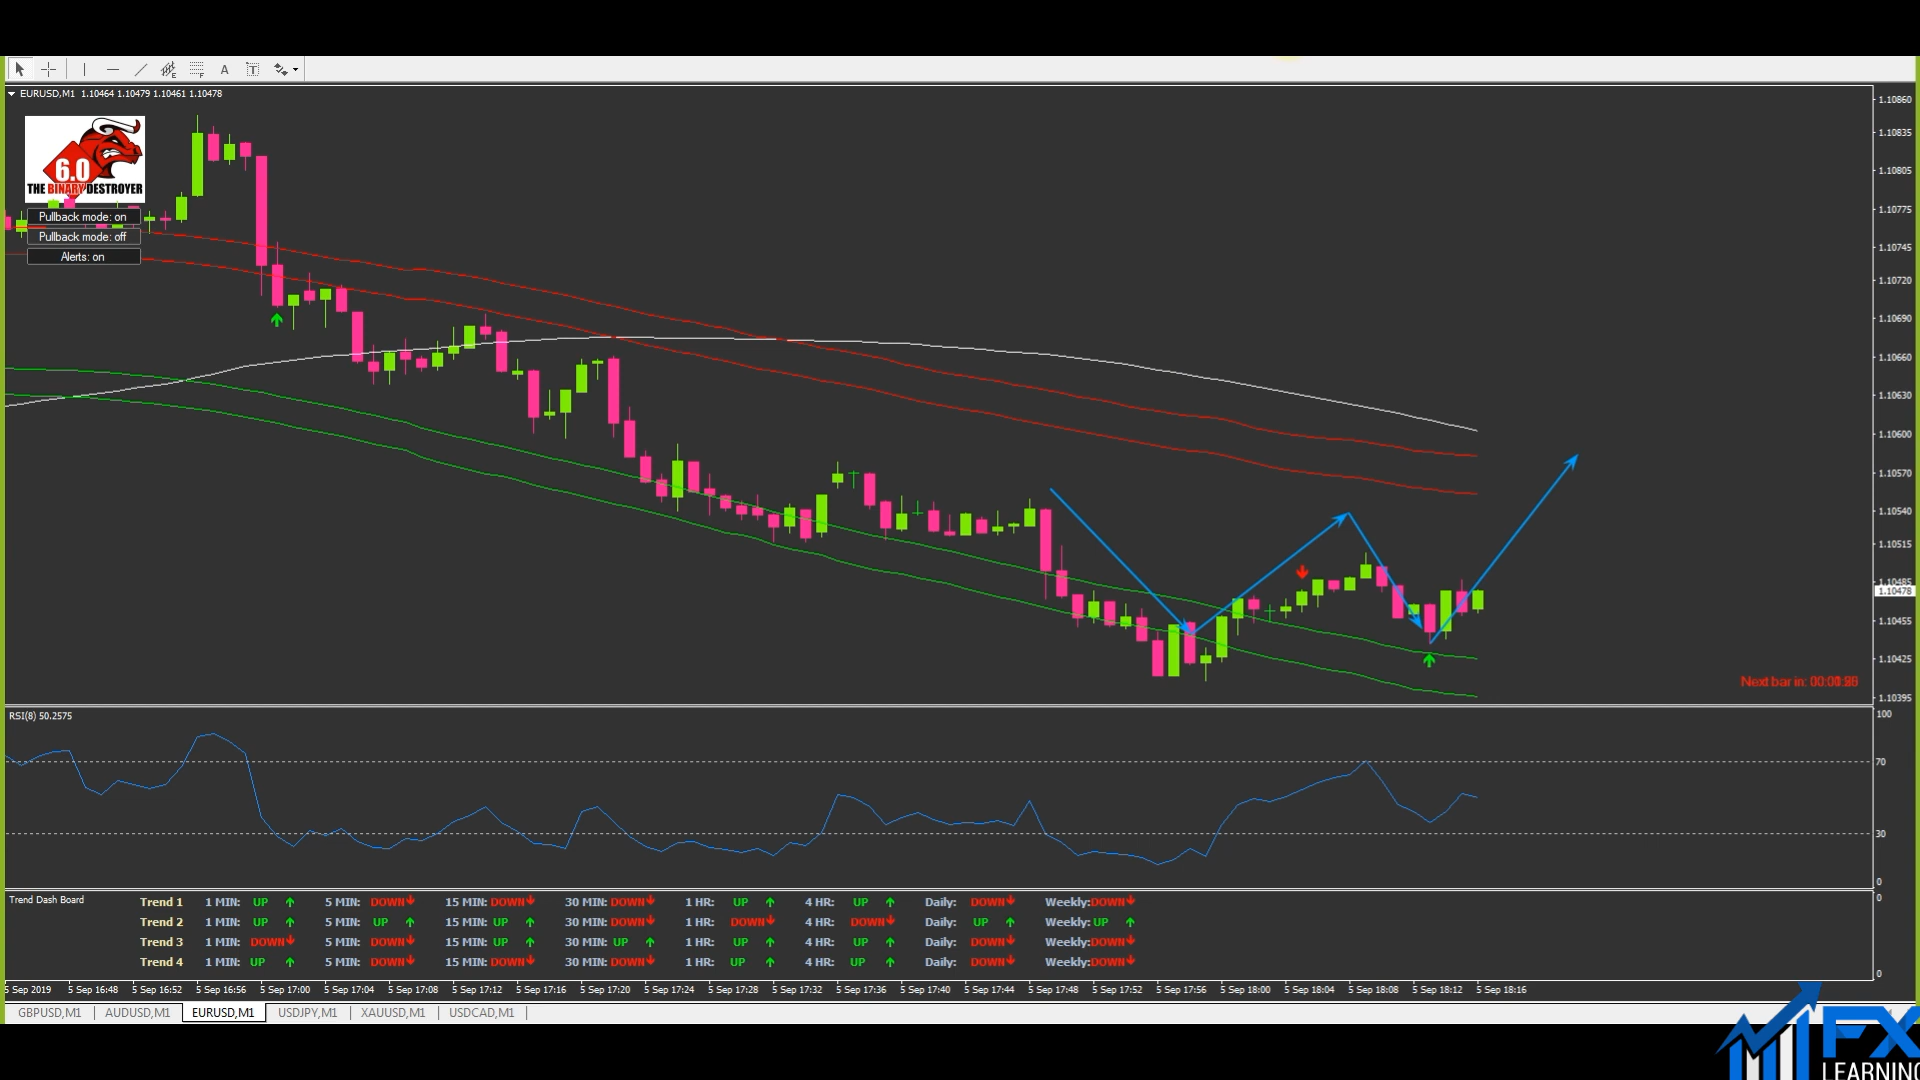 EURUSD,M1 1.10464 1.10479 1.10461 1.10478
6.0
THE BINARY DESTROYER
Pullback mode: on
Pullback mode: off
Alerts: on
1.10860
1.10835
1.10805
1.10775
1.10745
1.10720
1.10690
1.10660
1.10630
1.10600
1.10570
1.10540
1.10515
1.10485
1.10478
1.10455
1.10425
1.10395
Next bar in:
RSI(8) 50.2575
100
70
30
0
Trend Dash Board
Trend 1 1 MIN: UP 5 MIN: DOWN 15 MIN: DOWN 30 MIN: DOWN 1 HR: UP 4 HR: UP Daily: DOWN Weekly:DOWN
Trend 2 1 MIN: UP 5 MIN: UP 15 MIN: UP 30 MIN: DOWN 1 HR: DOWN 4 HR: DOWN Daily: UP Weekly:UP
Trend 3 1 MIN: DOWN 5 MIN: DOWN 15 MIN: UP 30 MIN: UP 1 HR: UP 4 HR: UP Daily: DOWN Weekly:DOWN
Trend 4 1 MIN: UP 5 MIN: DOWN 15 MIN: DOWN 30 MIN: DOWN 1 HR: UP 4 HR: UP Daily: DOWN Weekly:DOWN
0
0
5 Sep 2019 5 Sep 16:48 5 Sep 16:52 5 Sep 16:56 5 Sep 17:00 5 Sep 17:04 5 Sep 17:08 5 Sep 17:12 5 Sep 17:16 5 Sep 17:20 5 Sep 17:24 5 Sep 17:28 5 Sep 17:32 5 Sep 17:36 5 Sep 17:40 5 Sep 17:44 5 Sep 17:48 5 Sep 17:52 5 Sep 17:56 5 Sep 18:00 5 Sep 18:04 5 Sep 18:08 5 Sep 18:12 5 Sep 18:16
GBPUSD,M1 AUDUSD,M1 EURUSD,M1 USDJPY,M1 XAUUSD,M1 USDCAD,M1
FX
LEARNING